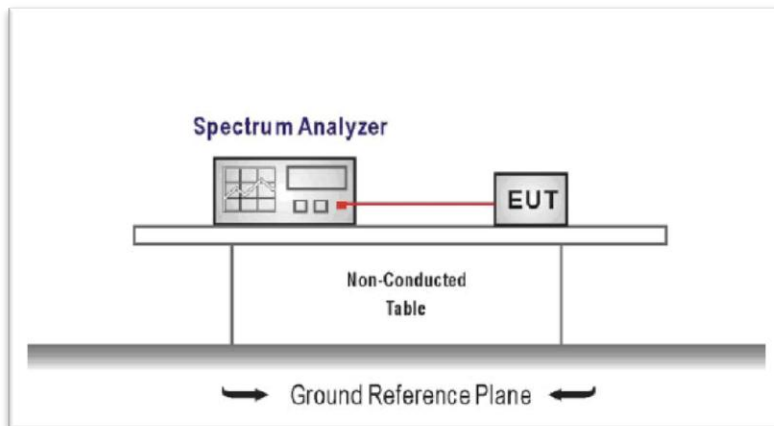 Spectrum Analyzer
EUT
Non-Conducted
Table
Ground Reference Plane